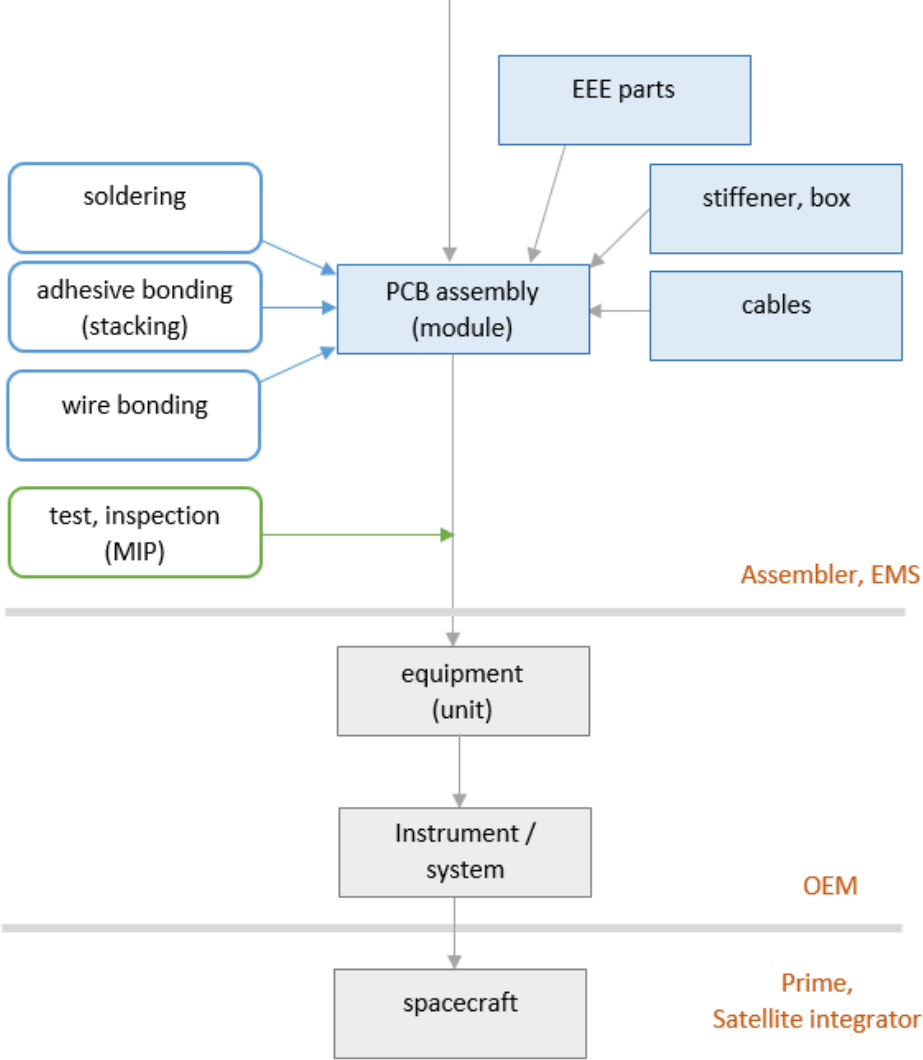 EEE parts
soldering
stiffener, box
adhesive bonding
(stacking)
PCB assembly
(module)
cables
wire bonding
test, inspection
(MIP)
Assembler, EMS
equipment
(unit)
Instrument /
system
OEM
spacecraft
Prime,
Satellite integrator